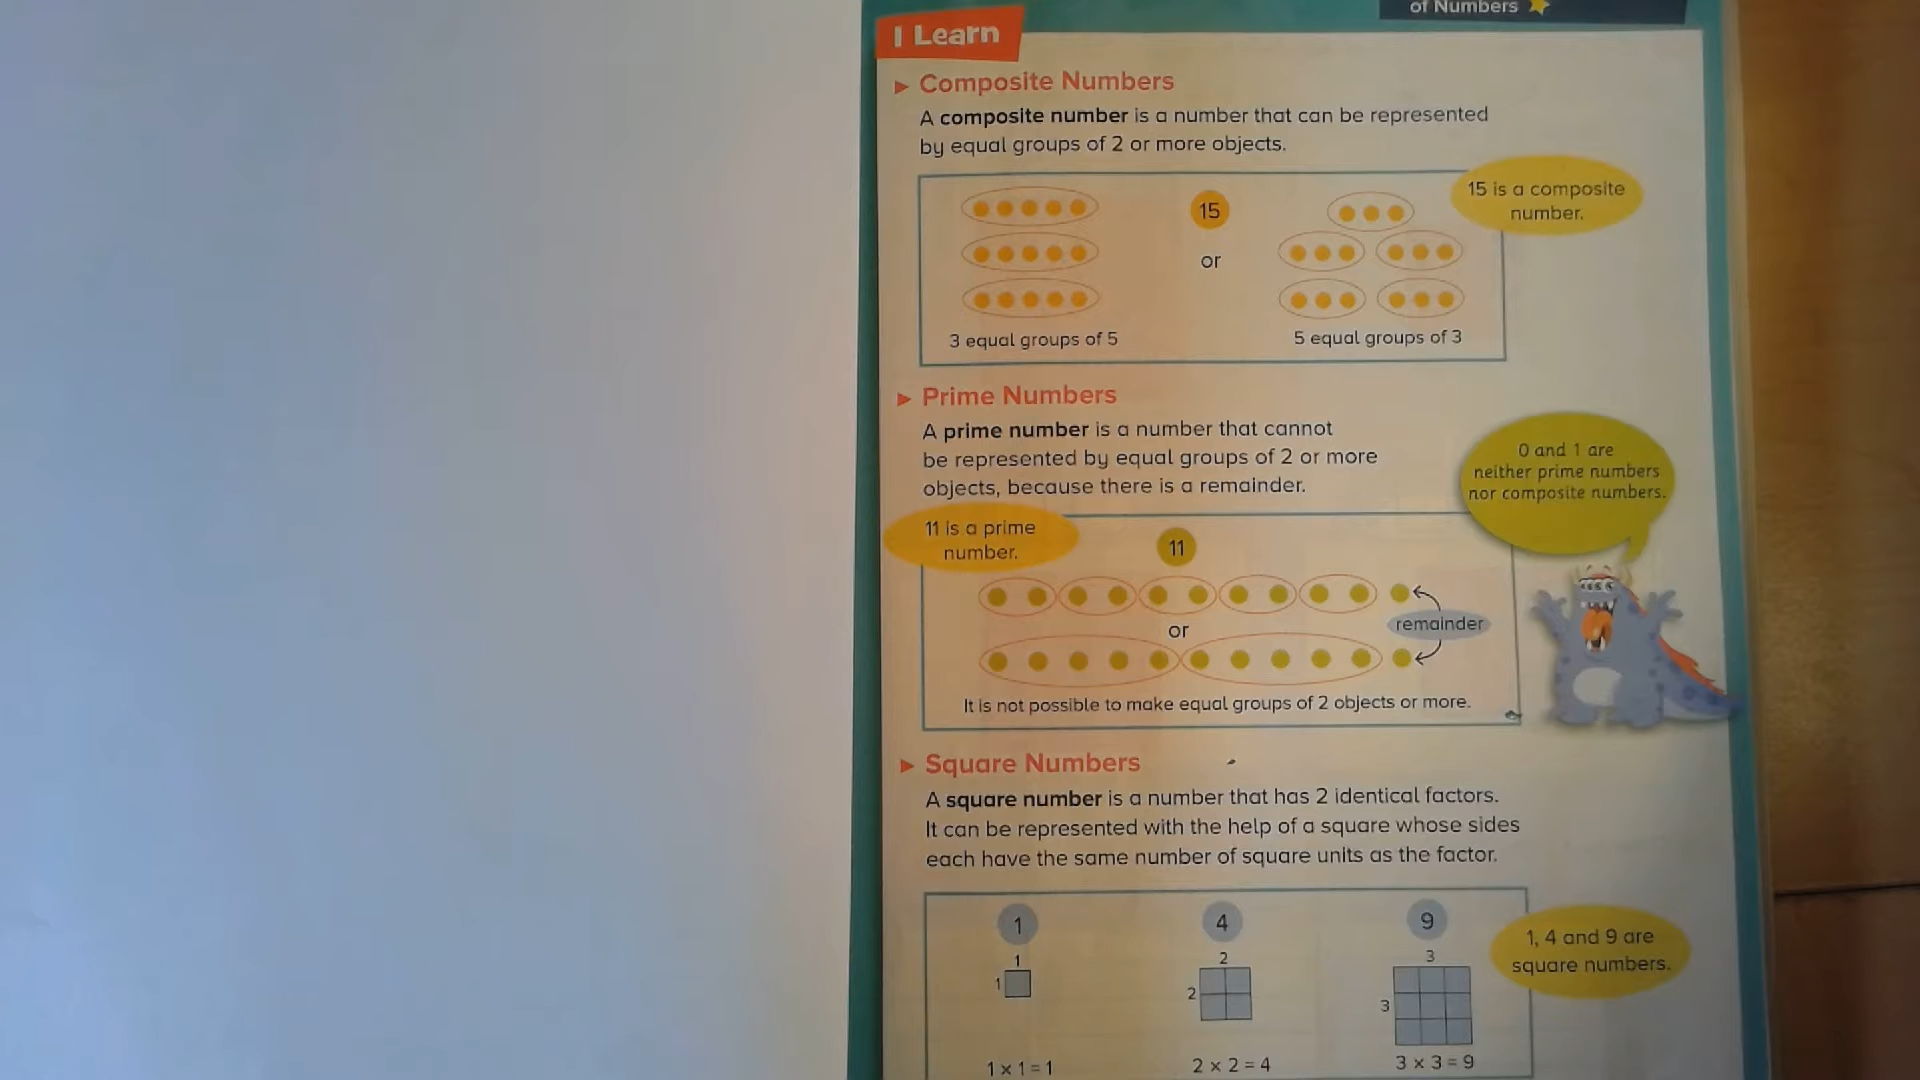 of Numbers
I Learn
Composite Numbers
A composite number is a number that can be represented
by equal groups of 2 or more objects.
15 is a composite
number.
15
or
3 equal groups of 5
5 equal groups of 3
Prime Numbers
A prime number is a number that cannot
be represented by equal groups of 2 or more
objects, because there is a remainder.
0 and 1 are
neither prime numbers
nor composite numbers.
11 is a prime
number.
11
or
remainder
It is not possible to make equal groups of 2 objects or more.
Square Numbers
A square number is a number that has 2 identical factors.
It can be represented with the help of a square whose sides
each have the same number of square units as the factor.
1
4
9
1
1
2
2
3
3
1, 4 and 9 are
square numbers.
1 x 1 = 1
2 x 2 = 4
3 x 3 = 9